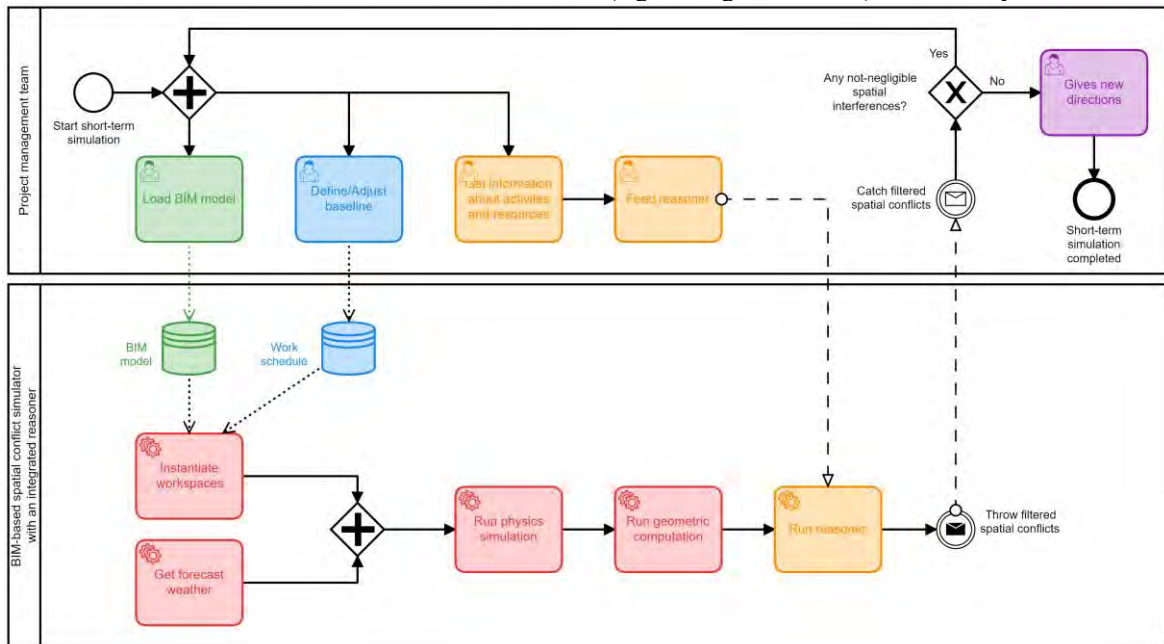 Project management team
Start short-term
simulation
Load BIM model
Define/Adjust
baseline
Get information
about activites
and resources
Feed reasoner
Any not-negligible
spatial
interferences?
Yes
No
Gives new
directions
Catch filtered
spatial conflicts
Short-term
simulation
completed
BIM-based spatial conflict simulator
with an integrated reasoner
BIM
model
Work
schedule
Instantiate
workspaces
Get forecast
weather
Run physics
simulation
Run geometric
computation
Run reasoner
Throw filtered
spatial conflicts